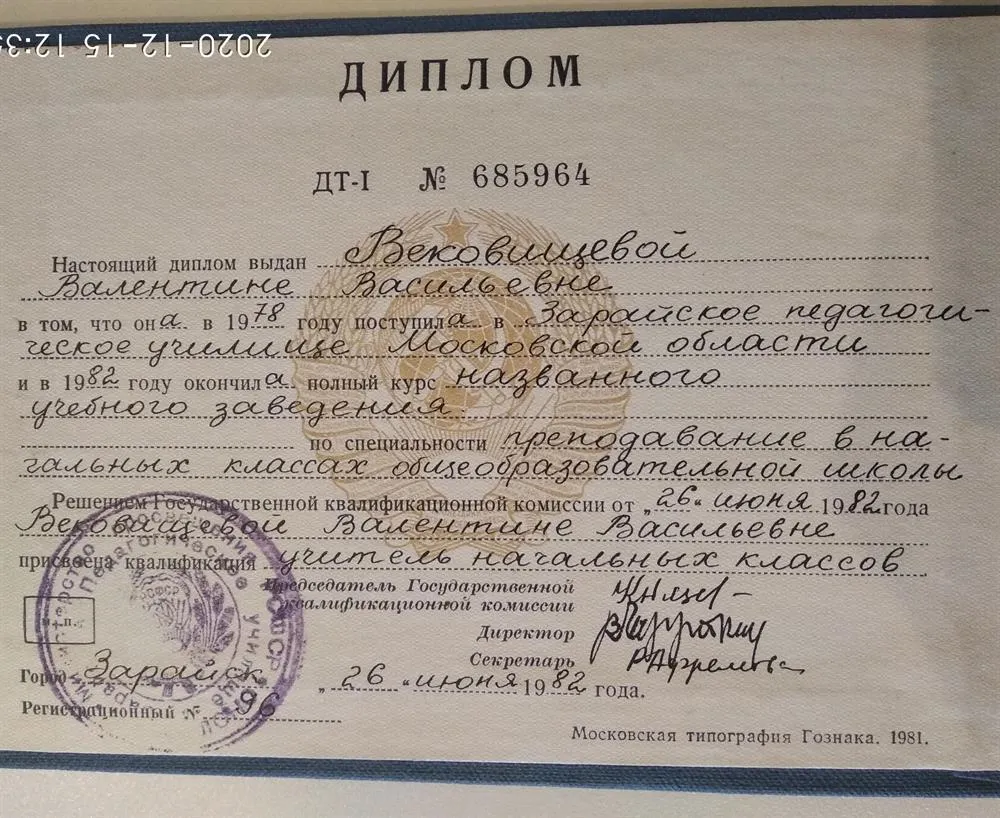 2020-12-15 12:35
ДИПЛОМ
ДТ-I № 685964
Настоящий диплом выдан Вековищевой
Валентине Васильевне
в том, что она в 1978 году поступила в Зарайское педагоги-
ческое училище Московской области
и в 1982 году окончила полный курс названного
учебного заведения
по специальности преподавание в на-
чальных классах общеобразовательной школы
Решением Государственной квалификационной комиссии от „26" июня 1982 года
Вековищевой Валентине Васильевне
присвоена квалификация учитель начальных классов
Председатель Государственной
квалификационной комиссии
Директор
Секретарь
м. п.
Город Зарайск „26" июня 1982 года.
Регистрационный № 96
Московская типография Гознака. 1981.